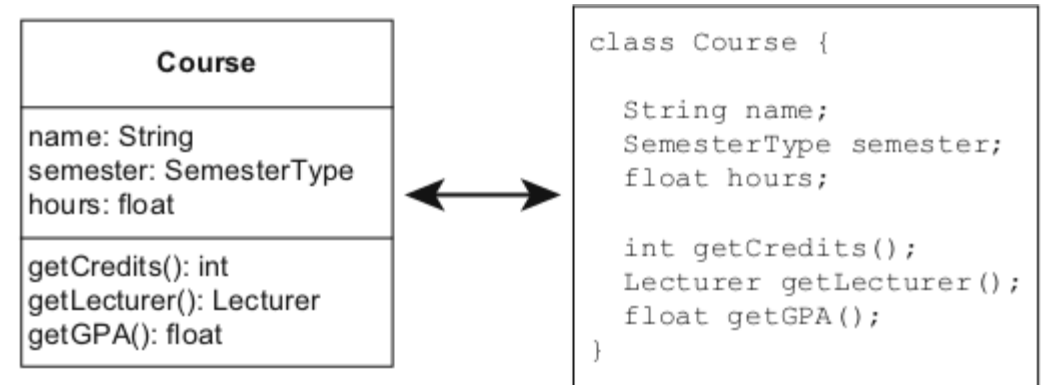 Course
name: String
semester: SemesterType
hours: float
getCredits(): int
getLecturer(): Lecturer
getGPA(): float
class Course {
String name;
SemesterType semester;
float hours;
int getCredits();
Lecturer getLecturer();
float getGPA();
}